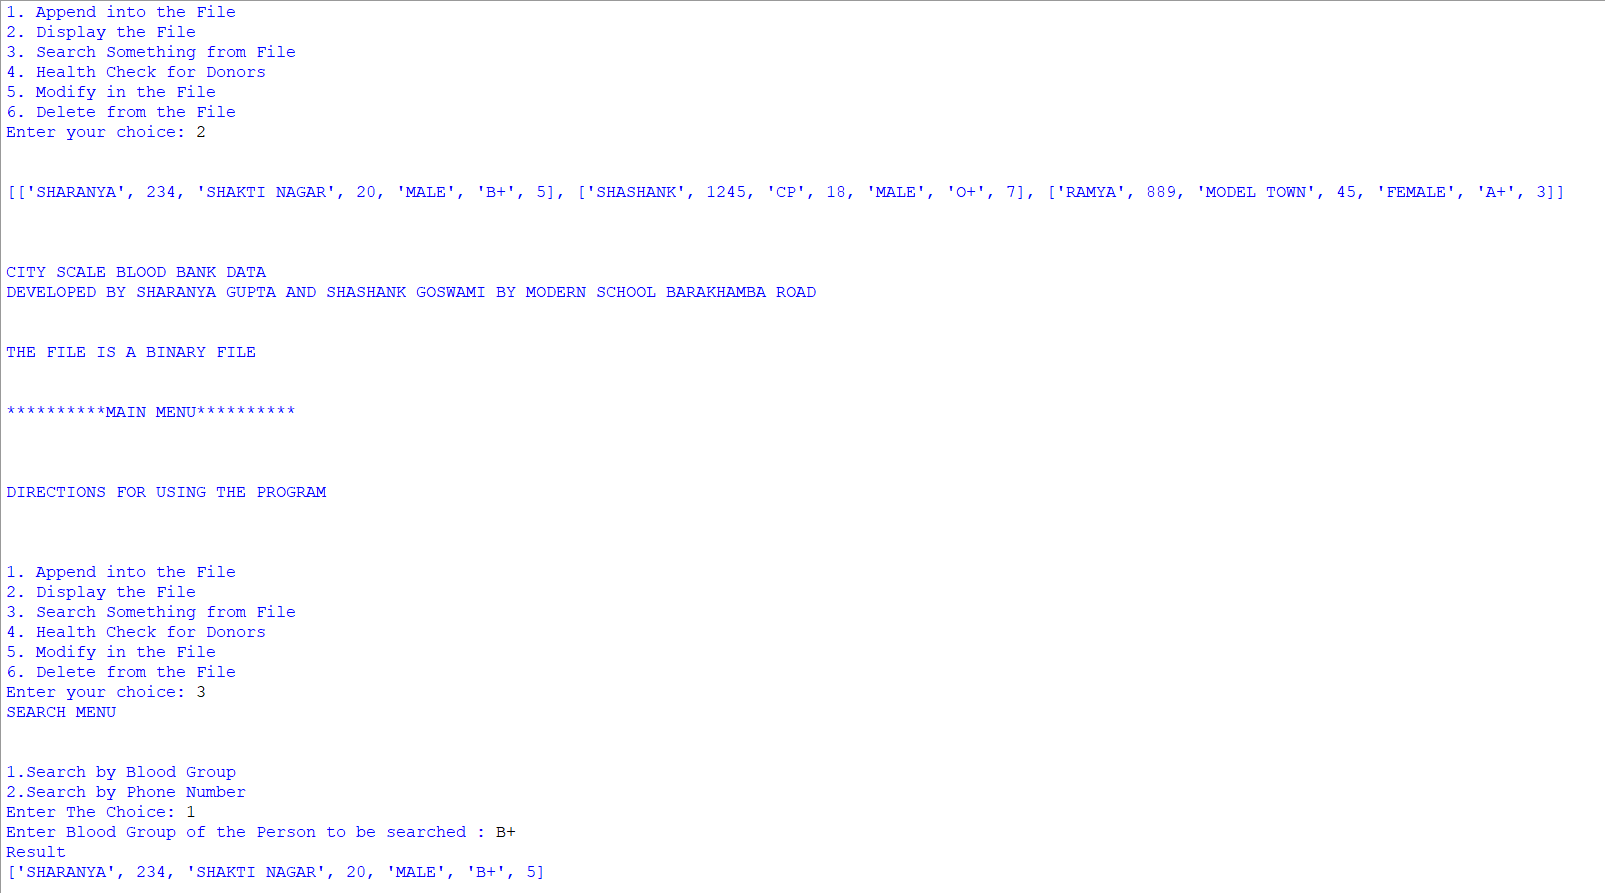 1. Append into the File
2. Display the File
3. Search Something from File
4. Health Check for Donors
5. Modify in the File
6. Delete from the File
Enter your choice: 2
[['SHARANYA', 234, 'SHAKTI NAGAR', 20, 'MALE', 'B+', 5], ['SHASHANK', 1245, 'CP', 18, 'MALE', 'O+', 7], ['RAMYA', 889, 'MODEL TOWN', 45, 'FEMALE', 'A+', 3]]
CITY SCALE BLOOD BANK DATA
DEVELOPED BY SHARANYA GUPTA AND SHASHANK GOSWAMI BY MODERN SCHOOL BARAKHAMBA ROAD
THE FILE IS A BINARY FILE
**********MAIN MENU**********
DIRECTIONS FOR USING THE PROGRAM
1. Append into the File
2. Display the File
3. Search Something from File
4. Health Check for Donors
5. Modify in the File
6. Delete from the File
Enter your choice: 3
SEARCH MENU
1.Search by Blood Group
2.Search by Phone Number
Enter The Choice: 1
Enter Blood Group of the Person to be searched : B+
Result
['SHARANYA', 234, 'SHAKTI NAGAR', 20, 'MALE', 'B+', 5]